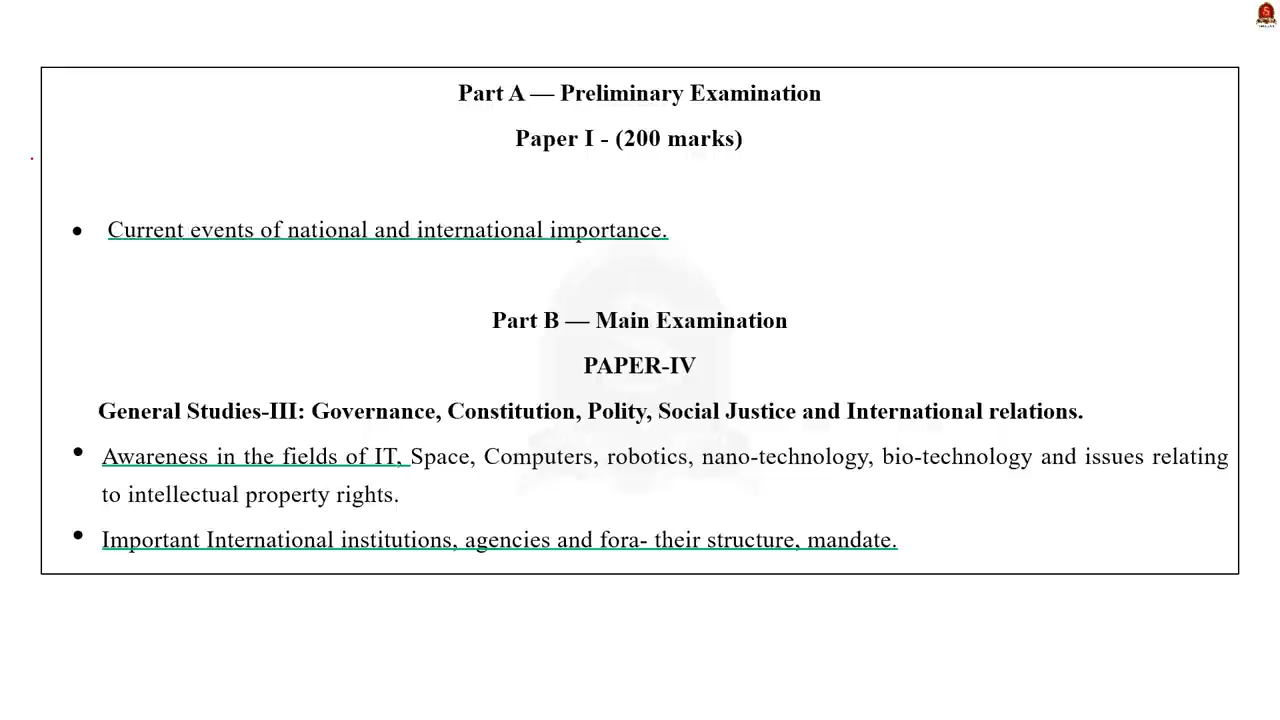 Part A — Preliminary Examination
Paper I - (200 marks)
• Current events of national and international importance.
Part B — Main Examination
PAPER-IV
General Studies-III: Governance, Constitution, Polity, Social Justice and International relations.
• Awareness in the fields of IT, Space, Computers, robotics, nano-technology, bio-technology and issues relating
to intellectual property rights.
• Important International institutions, agencies and fora- their structure, mandate.